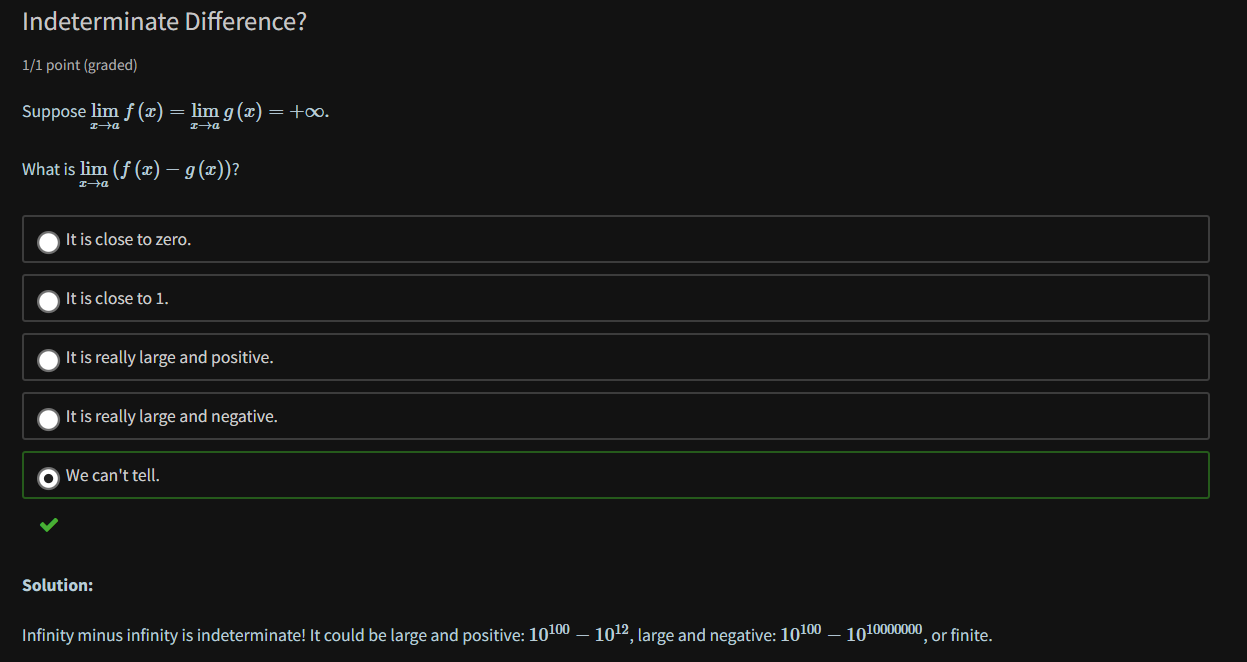 Indeterminate Difference?
1/1 point (graded)
Suppose lim_{x→a} f (x) = lim_{x→a} g (x) = +∞.
What is lim_{x→a} (f (x) − g (x))?
It is close to zero.
It is close to 1.
It is really large and positive.
It is really large and negative.
We can't tell.
Solution:
Infinity minus infinity is indeterminate! It could be large and positive: 10^{100} − 10^{12}, large and negative: 10^{100} − 10^{10000000}, or finite.